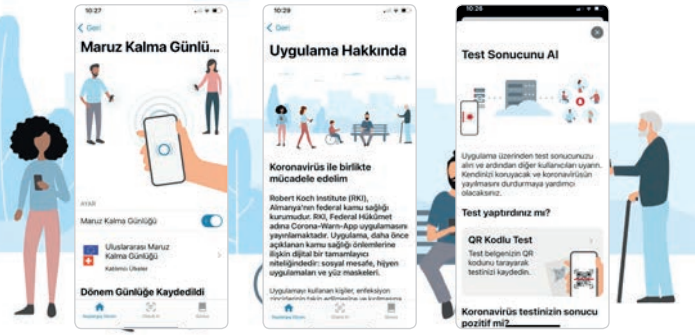 10:27
Geri
Maruz Kalma Günlü...
AYAR
Maruz Kalma Günlüğü
Uluslararası Maruz
Kalma Günlüğü
Katılımcı Ülkeler
Dönem Günlüğe Kaydedildi
10:29
Geri
Uygulama Hakkında
Koronavirüs ile birlikte
mücadele edelim
Robert Koch Institute (RKI),
Almanya'nın federal kamu sağlığı
kurumudur. RKI, Federal Hükümet
adına Corona-Warn-App uygulamasını
yayınlamaktadır. Uygulama, daha önce
açıklanan kamu sağlığı önlemlerine
ilişkin dijital bir tamamlayıcı
niteliğindedir: sosyal mesafe, hijyen
uygulamaları ve yüz maskeleri.
Uygulamayı kullanan kişiler, enfeksiyon
10:26
Test Sonucunu Al
Uygulama üzerinden test sonucunuzu
alın ve ardından diğer kullanıcıları uyarın.
Kendinizi koruyacak ve koronavirüsün
yayılmasını durdurmaya yardımcı
olacaksınız.
Test yaptırdınız mı?
QR Kodlu Test
Test belgenizin QR
kodunu tarayarak
testinizi kaydedin.
Koronavirüs testinizin sonucu
pozitif mi?